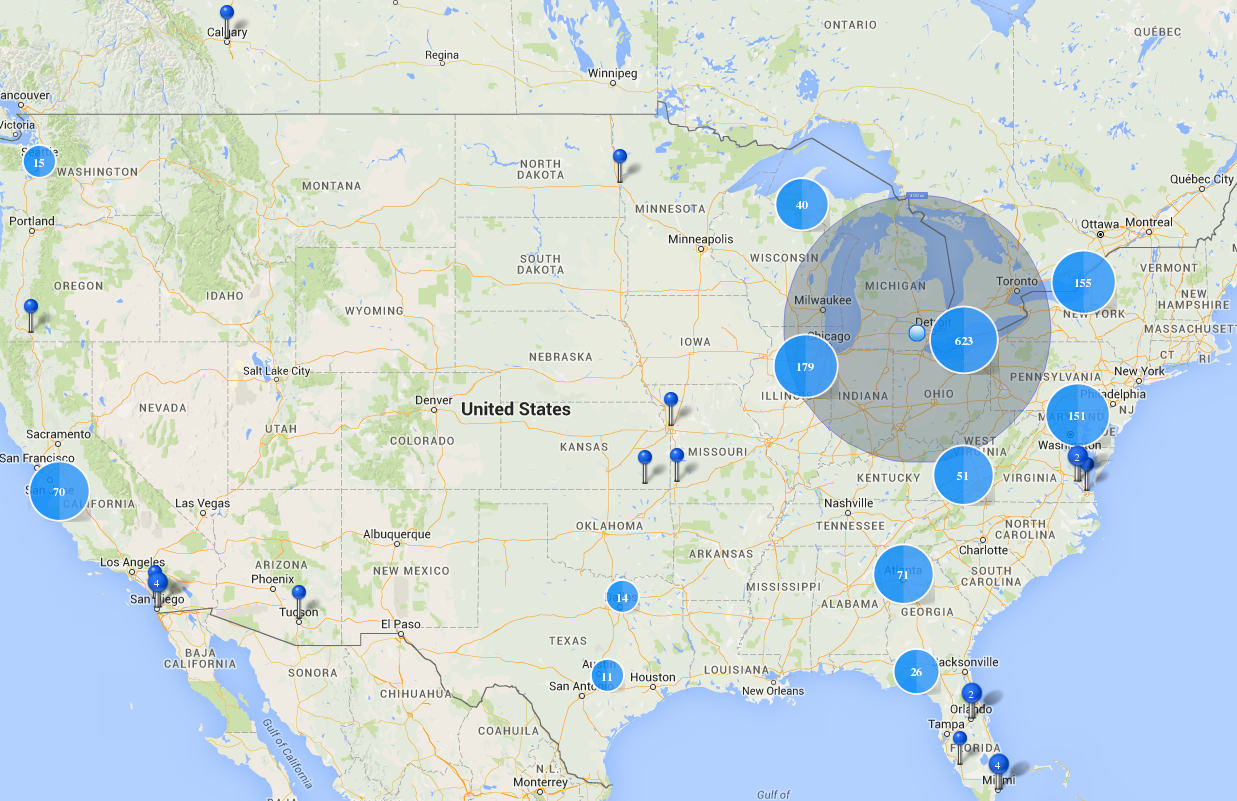 ONTARIO
QUÉBEC
Calgary
Regina
Winnipeg
ancouver
Victoria
Seattle
15
WASHINGTON
MONTANA
NORTH
DAKOTA
MINNESOTA
40
Québec City
Portland
Minneapolis
Ottawa
Montreal
WISCONSIN
SOUTH
DAKOTA
OREGON
IDAHO
WYOMING
MICHIGAN
Toronto
155
VERMONT
NEW
HAMPSHIRE
Milwaukee
NEW YORK
MASSACHUSET
Detroit
Chicago
623
IOWA
NEBRASKA
CT
RI
179
Salt Lake City
PENNSYLVANIA
New York
ILLINOIS
INDIANA
OHIO
Philadelphia
Denver
United States
NEVADA
UTAH
COLORADO
KANSAS
MISSOURI
MARYLAND
NJ
151
DE
Washington
Sacramento
San Francisco
WEST
VIRGINIA
2
70
San Jose
CALIFORNIA
KENTUCKY
51
VIRGINIA
Las Vegas
Nashville
OKLAHOMA
TENNESSEE
NORTH
CAROLINA
Albuquerque
Charlotte
ARKANSAS
Los Angeles
ARIZONA
NEW MEXICO
Phoenix
4
San Diego
MISSISSIPPI
Atlanta
71
SOUTH
CAROLINA
14
Dallas
ALABAMA
GEORGIA
Tucson
El Paso
TEXAS
BAJA
CALIFORNIA
SONORA
Austin
11
San Antonio
Houston
LOUISIANA
New Orleans
26
Jacksonville
CHIHUAHUA
2
Orlando
Tampa
COAHUILA
Gulf of California
FLORIDA
4
Miami
N.L.
Monterrey
Gulf of
BAJA